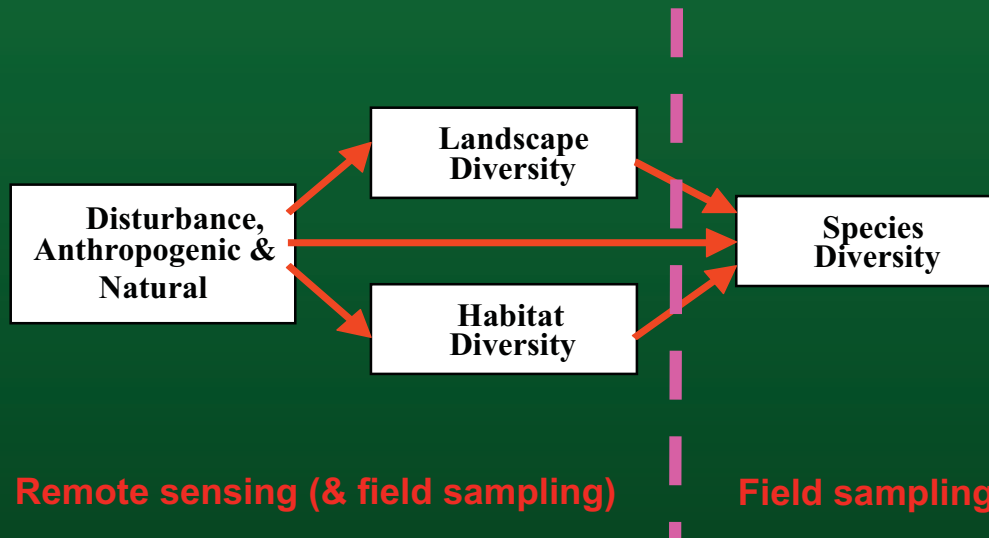 Landscape
Diversity
Disturbance,
Anthropogenic &
Natural
Species
Diversity
Habitat
Diversity
Remote sensing (& field sampling)
Field sampling